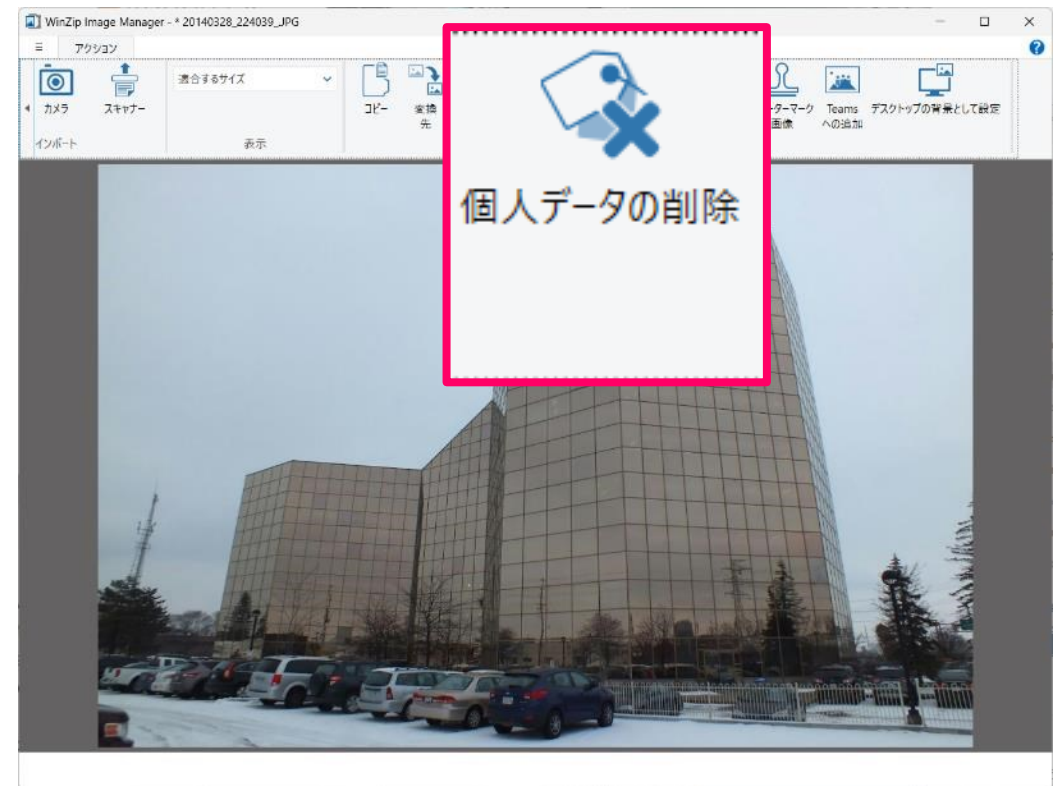 WinZip Image Manager - * 20140328_224039_JPG
アクション
カメラ
スキャナー
インポート
適合するサイズ
表示
コピー
変換
先
個人データの削除
ーターマーク
画像
Teams
への追加
デスクトップの背景として設定